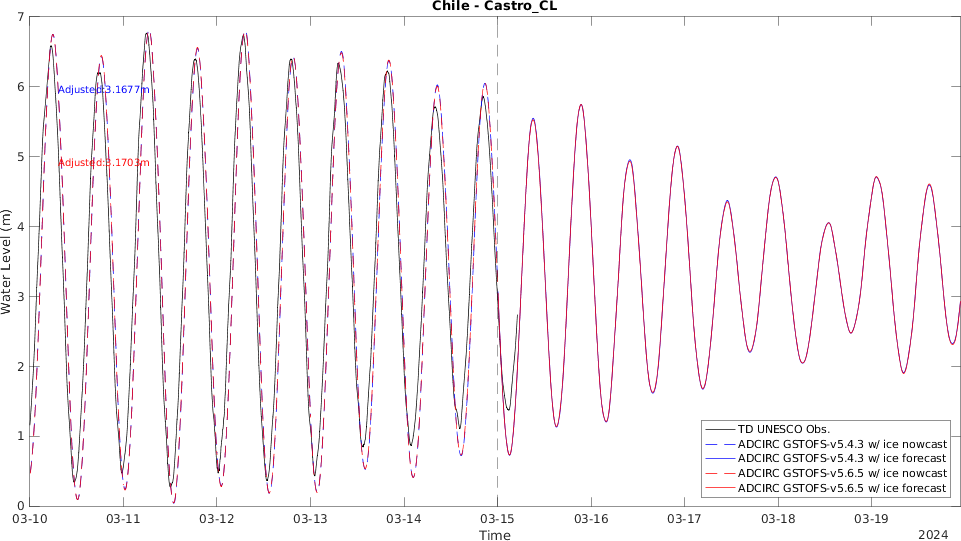 Chile - Castro_CL
7
6
5
4
3
2
1
0
Water Level (m)
Adjusted:3.1677m
Adjusted:3.1703m
TD UNESCO Obs.
ADCIRC GSTOFS-v5.4.3 w/ ice nowcast
ADCIRC GSTOFS-v5.4.3 w/ ice forecast
ADCIRC GSTOFS-v5.6.5 w/ ice nowcast
ADCIRC GSTOFS-v5.6.5 w/ ice forecast
03-10 03-11 03-12 03-13 03-14 03-15 03-16 03-17 03-18 03-19
Time
2024